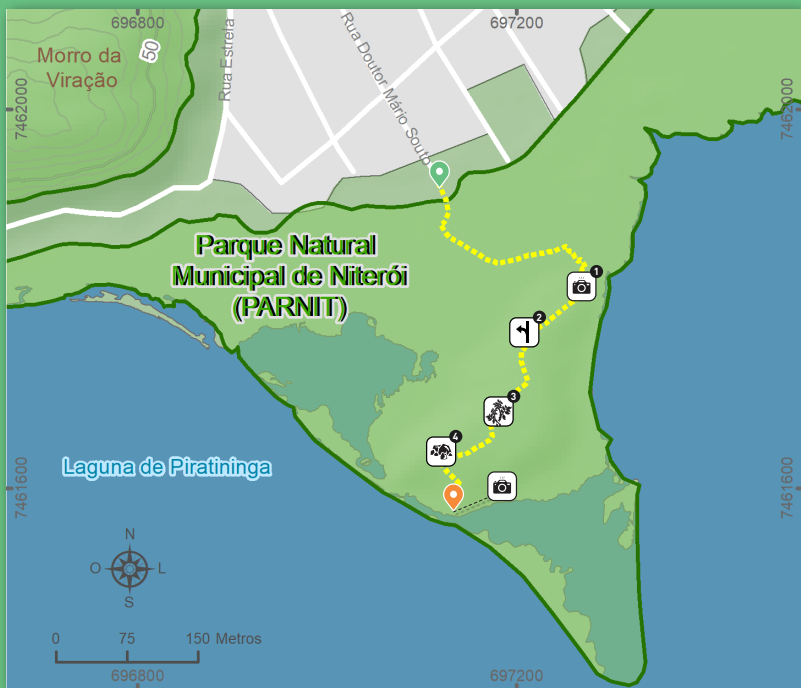 696800
697200
Morro da
Viração
50
Rua Estrela
Rua Doutor Mário Souto
7462000
7462000
Parque Natural
Municipal de Niterói
(PARNIT)
1
2
3
4
Laguna de Piratininga
7461600
7461600
N
O
L
S
0 75 150 Metros
696800
697200